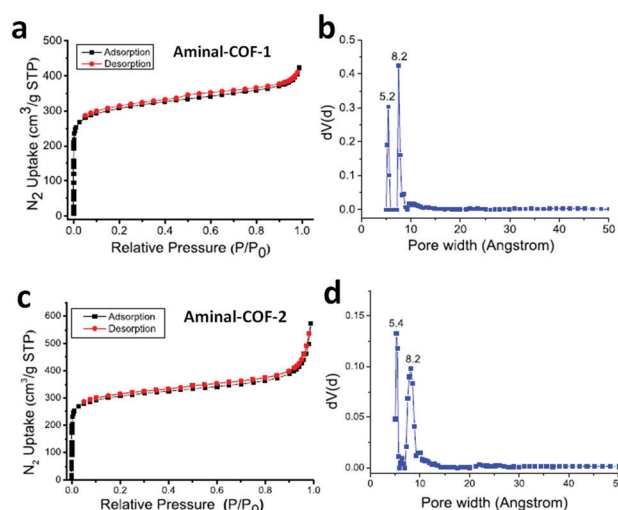 a
Adsorption
Desorption
Aminal-COF-1
500
400
300
200
100
0
0.0 0.2 0.4 0.6 0.8 1.0
N2 Uptake (cm³/g STP)
Relative Pressure (P/P0)
b
0.5
0.4
0.3
0.2
0.1
0.0
8.2
5.2
0 10 20 30 40 50
dV(d)
Pore width (Angstrom)
c
Adsorption
Desorption
Aminal-COF-2
600
500
400
300
200
100
0
0.0 0.2 0.4 0.6 0.8 1.0
N2 Uptake (cm³/g STP)
Relative Pressure (P/P0)
d
0.15
0.10
0.05
0.00
5.4
8.2
0 10 20 30 40 50
dV(d)
Pore width (Angstrom)